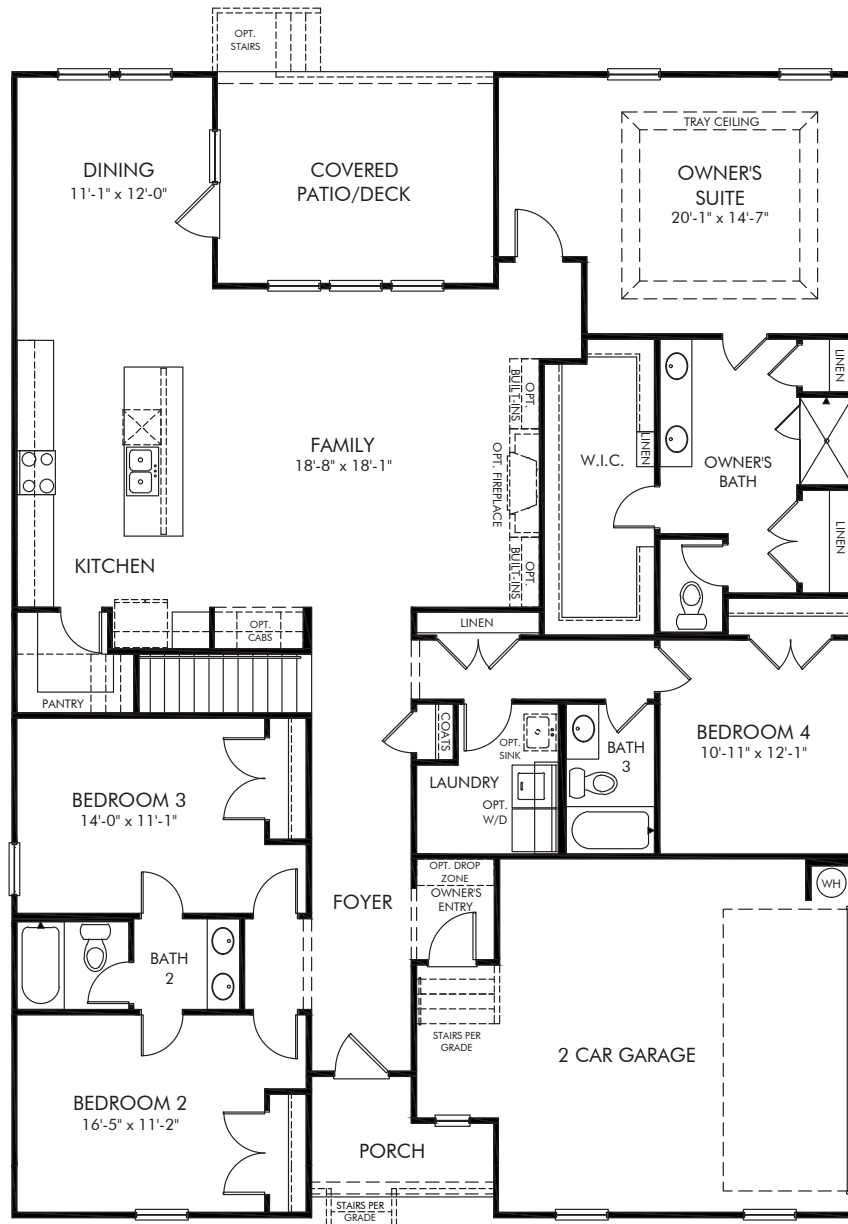 OPT.
STAIRS
DINING
11'-1" x 12'-0"
COVERED
PATIO/DECK
TRAY CEILING
OWNER'S
SUITE
20'-1" x 14'-7"
LINEN
OPT.
BUILT-INS
FAMILY
18'-8" x 18'-1"
OPT. FIREPLACE
W.I.C.
LINEN
OWNER'S
BATH
LINEN
OPT.
BUILT-INS
KITCHEN
OPT.
CABS
LINEN
PANTRY
COATS
OPT.
SINK
BATH
3
BEDROOM 4
10'-11" x 12'-1"
LAUNDRY
OPT.
W/D
BEDROOM 3
14'-0" x 11'-1"
OPT. DROP
ZONE
OWNER'S
ENTRY
WH
FOYER
BATH
2
STAIRS PER
GRADE
2 CAR GARAGE
BEDROOM 2
16'-5" x 11'-2"
PORCH
STAIRS PER
GRADE